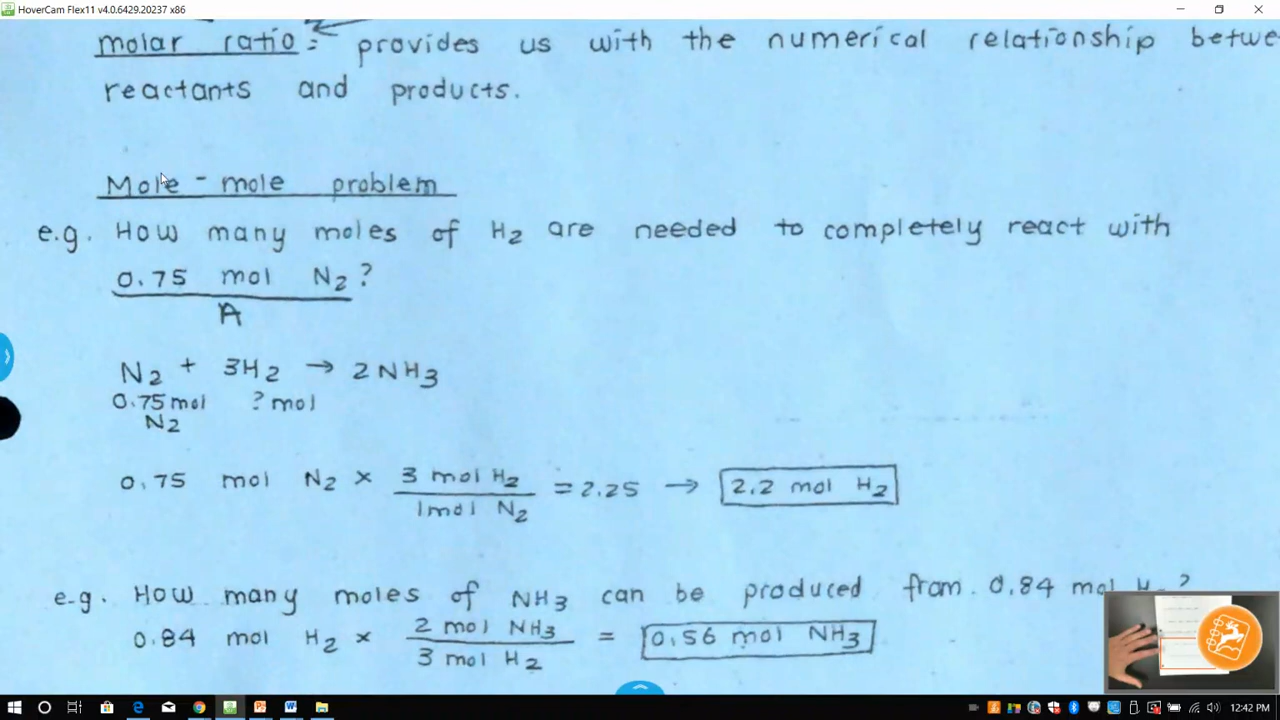 HoverCam Flex11 v4.0.6429.20237 x86
molar ratio: provides us with the numerical relationship
reactants and products.
Mole - mole problem
e.g. How many moles of H₂ are needed to completely react with
0.75 mol N₂?
A
N₂ + 3H₂ → 2NH₃
0.75 mol ? mol
N₂
0.75 mol N₂ × 3 mol H₂ = 2.25 → 2.2 mol H₂
1 mol N₂
e.g. How many moles of NH₃ can be produced from 0.84 mol ?
0.84 mol H₂ × 2 mol NH₃ = 0.56 mol NH₃
3 mol H₂
12:42 PM